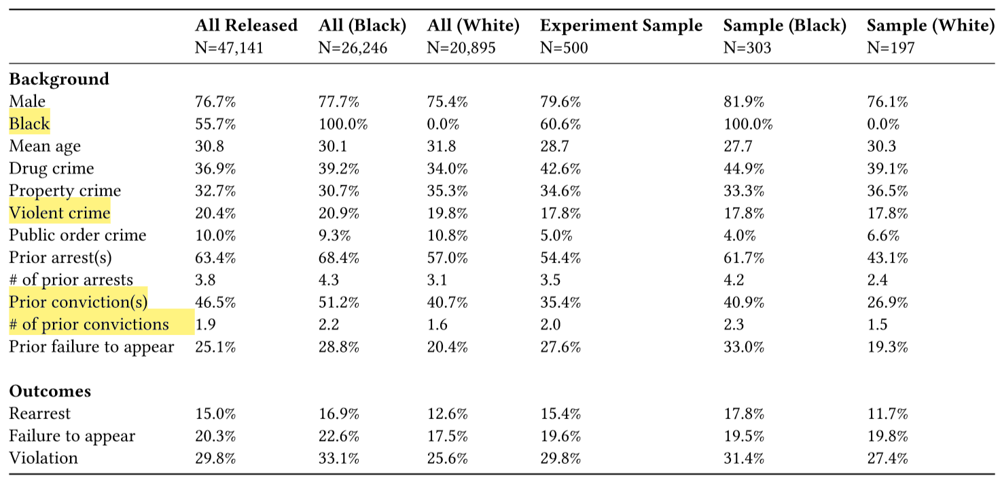 All Released All (Black) All (White) Experiment Sample Sample (Black) Sample (White)
N=47,141 N=26,246 N=20,895 N=500 N=303 N=197
Background
Male 76.7% 77.7% 75.4% 79.6% 81.9% 76.1%
Black 55.7% 100.0% 0.0% 60.6% 100.0% 0.0%
Mean age 30.8 30.1 31.8 28.7 27.7 30.3
Drug crime 36.9% 39.2% 34.0% 42.6% 44.9% 39.1%
Property crime 32.7% 30.7% 35.3% 34.6% 33.3% 36.5%
Violent crime 20.4% 20.9% 19.8% 17.8% 17.8% 17.8%
Public order crime 10.0% 9.3% 10.8% 5.0% 4.0% 6.6%
Prior arrest(s) 63.4% 68.4% 57.0% 54.4% 61.7% 43.1%
# of prior arrests 3.8 4.3 3.1 3.5 4.2 2.4
Prior conviction(s) 46.5% 51.2% 40.7% 35.4% 40.9% 26.9%
# of prior convictions 1.9 2.2 1.6 2.0 2.3 1.5
Prior failure to appear 25.1% 28.8% 20.4% 27.6% 33.0% 19.3%
Outcomes
Rearrest 15.0% 16.9% 12.6% 15.4% 17.8% 11.7%
Failure to appear 20.3% 22.6% 17.5% 19.6% 19.5% 19.8%
Violation 29.8% 33.1% 25.6% 29.8% 31.4% 27.4%